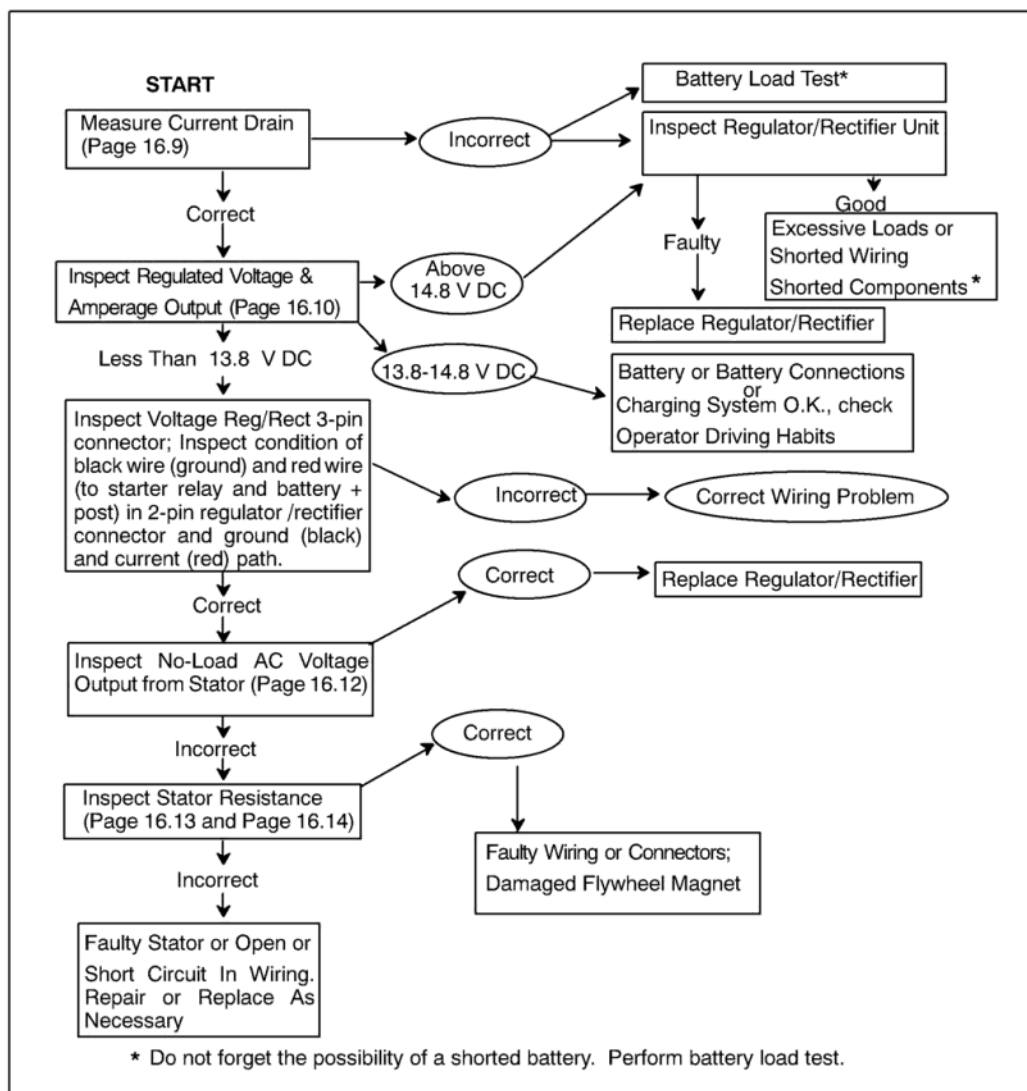 START
Battery Load Test*
Measure Current Drain
(Page 16.9)
Incorrect
Inspect Regulator/Rectifier Unit
Correct
Good
Faulty
Excessive Loads or
Shorted Wiring
Shorted Components*
Inspect Regulated Voltage &
Amperage Output (Page 16.10)
Above
14.8 V DC
Replace Regulator/Rectifier
Less Than 13.8 V DC
13.8-14.8 V DC
Battery or Battery Connections
or
Charging System O.K., check
Operator Driving Habits
Inspect Voltage Reg/Rect 3-pin
connector; Inspect condition of
black wire (ground) and red wire
(to starter relay and battery +
post) in 2-pin regulator /rectifier
connector and ground (black)
and current (red) path.
Incorrect
Correct Wiring Problem
Correct
Correct
Replace Regulator/Rectifier
Inspect No-Load AC Voltage
Output from Stator (Page 16.12)
Incorrect
Correct
Inspect Stator Resistance
(Page 16.13 and Page 16.14)
Faulty Wiring or Connectors;
Damaged Flywheel Magnet
Incorrect
Faulty Stator or Open or
Short Circuit In Wiring.
Repair or Replace As
Necessary
* Do not forget the possibility of a shorted battery. Perform battery load test.